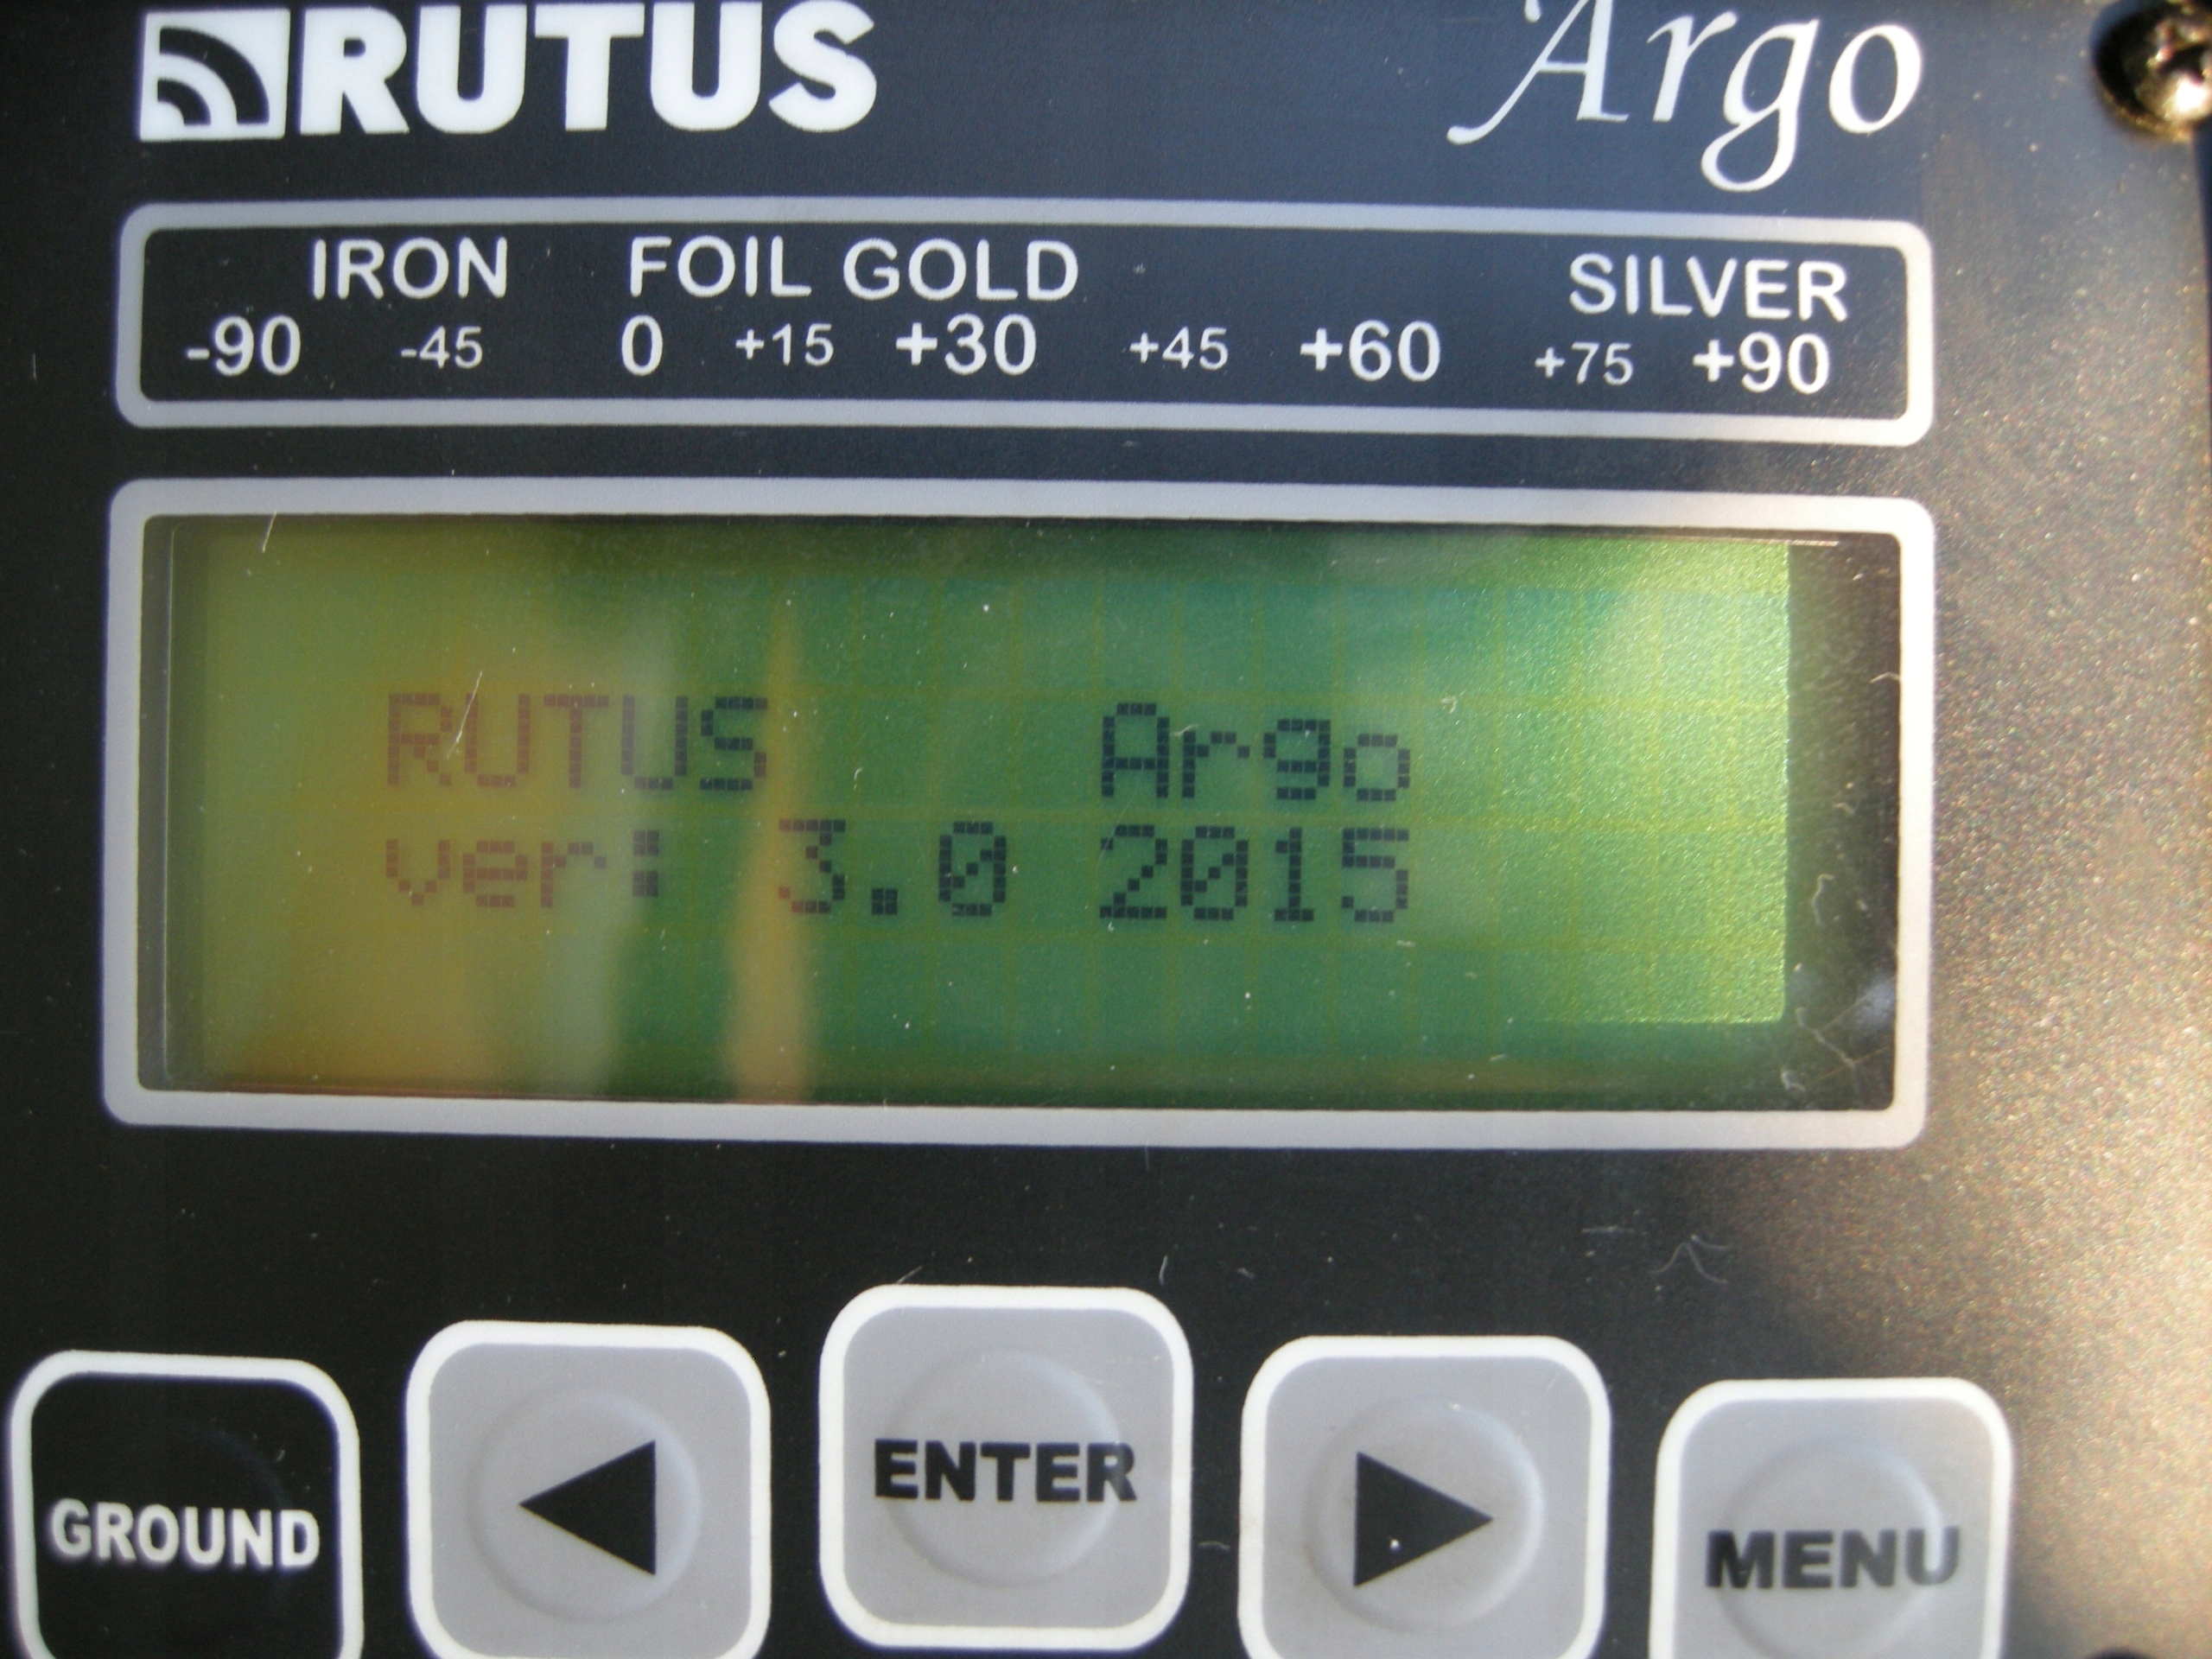 RUTUS Argo
IRON FOIL GOLD SILVER
-90 -45 0 +15 +30 +45 +60 +75 +90
RUTUS Argo
ver: 3.0 2015
GROUND ENTER MENU